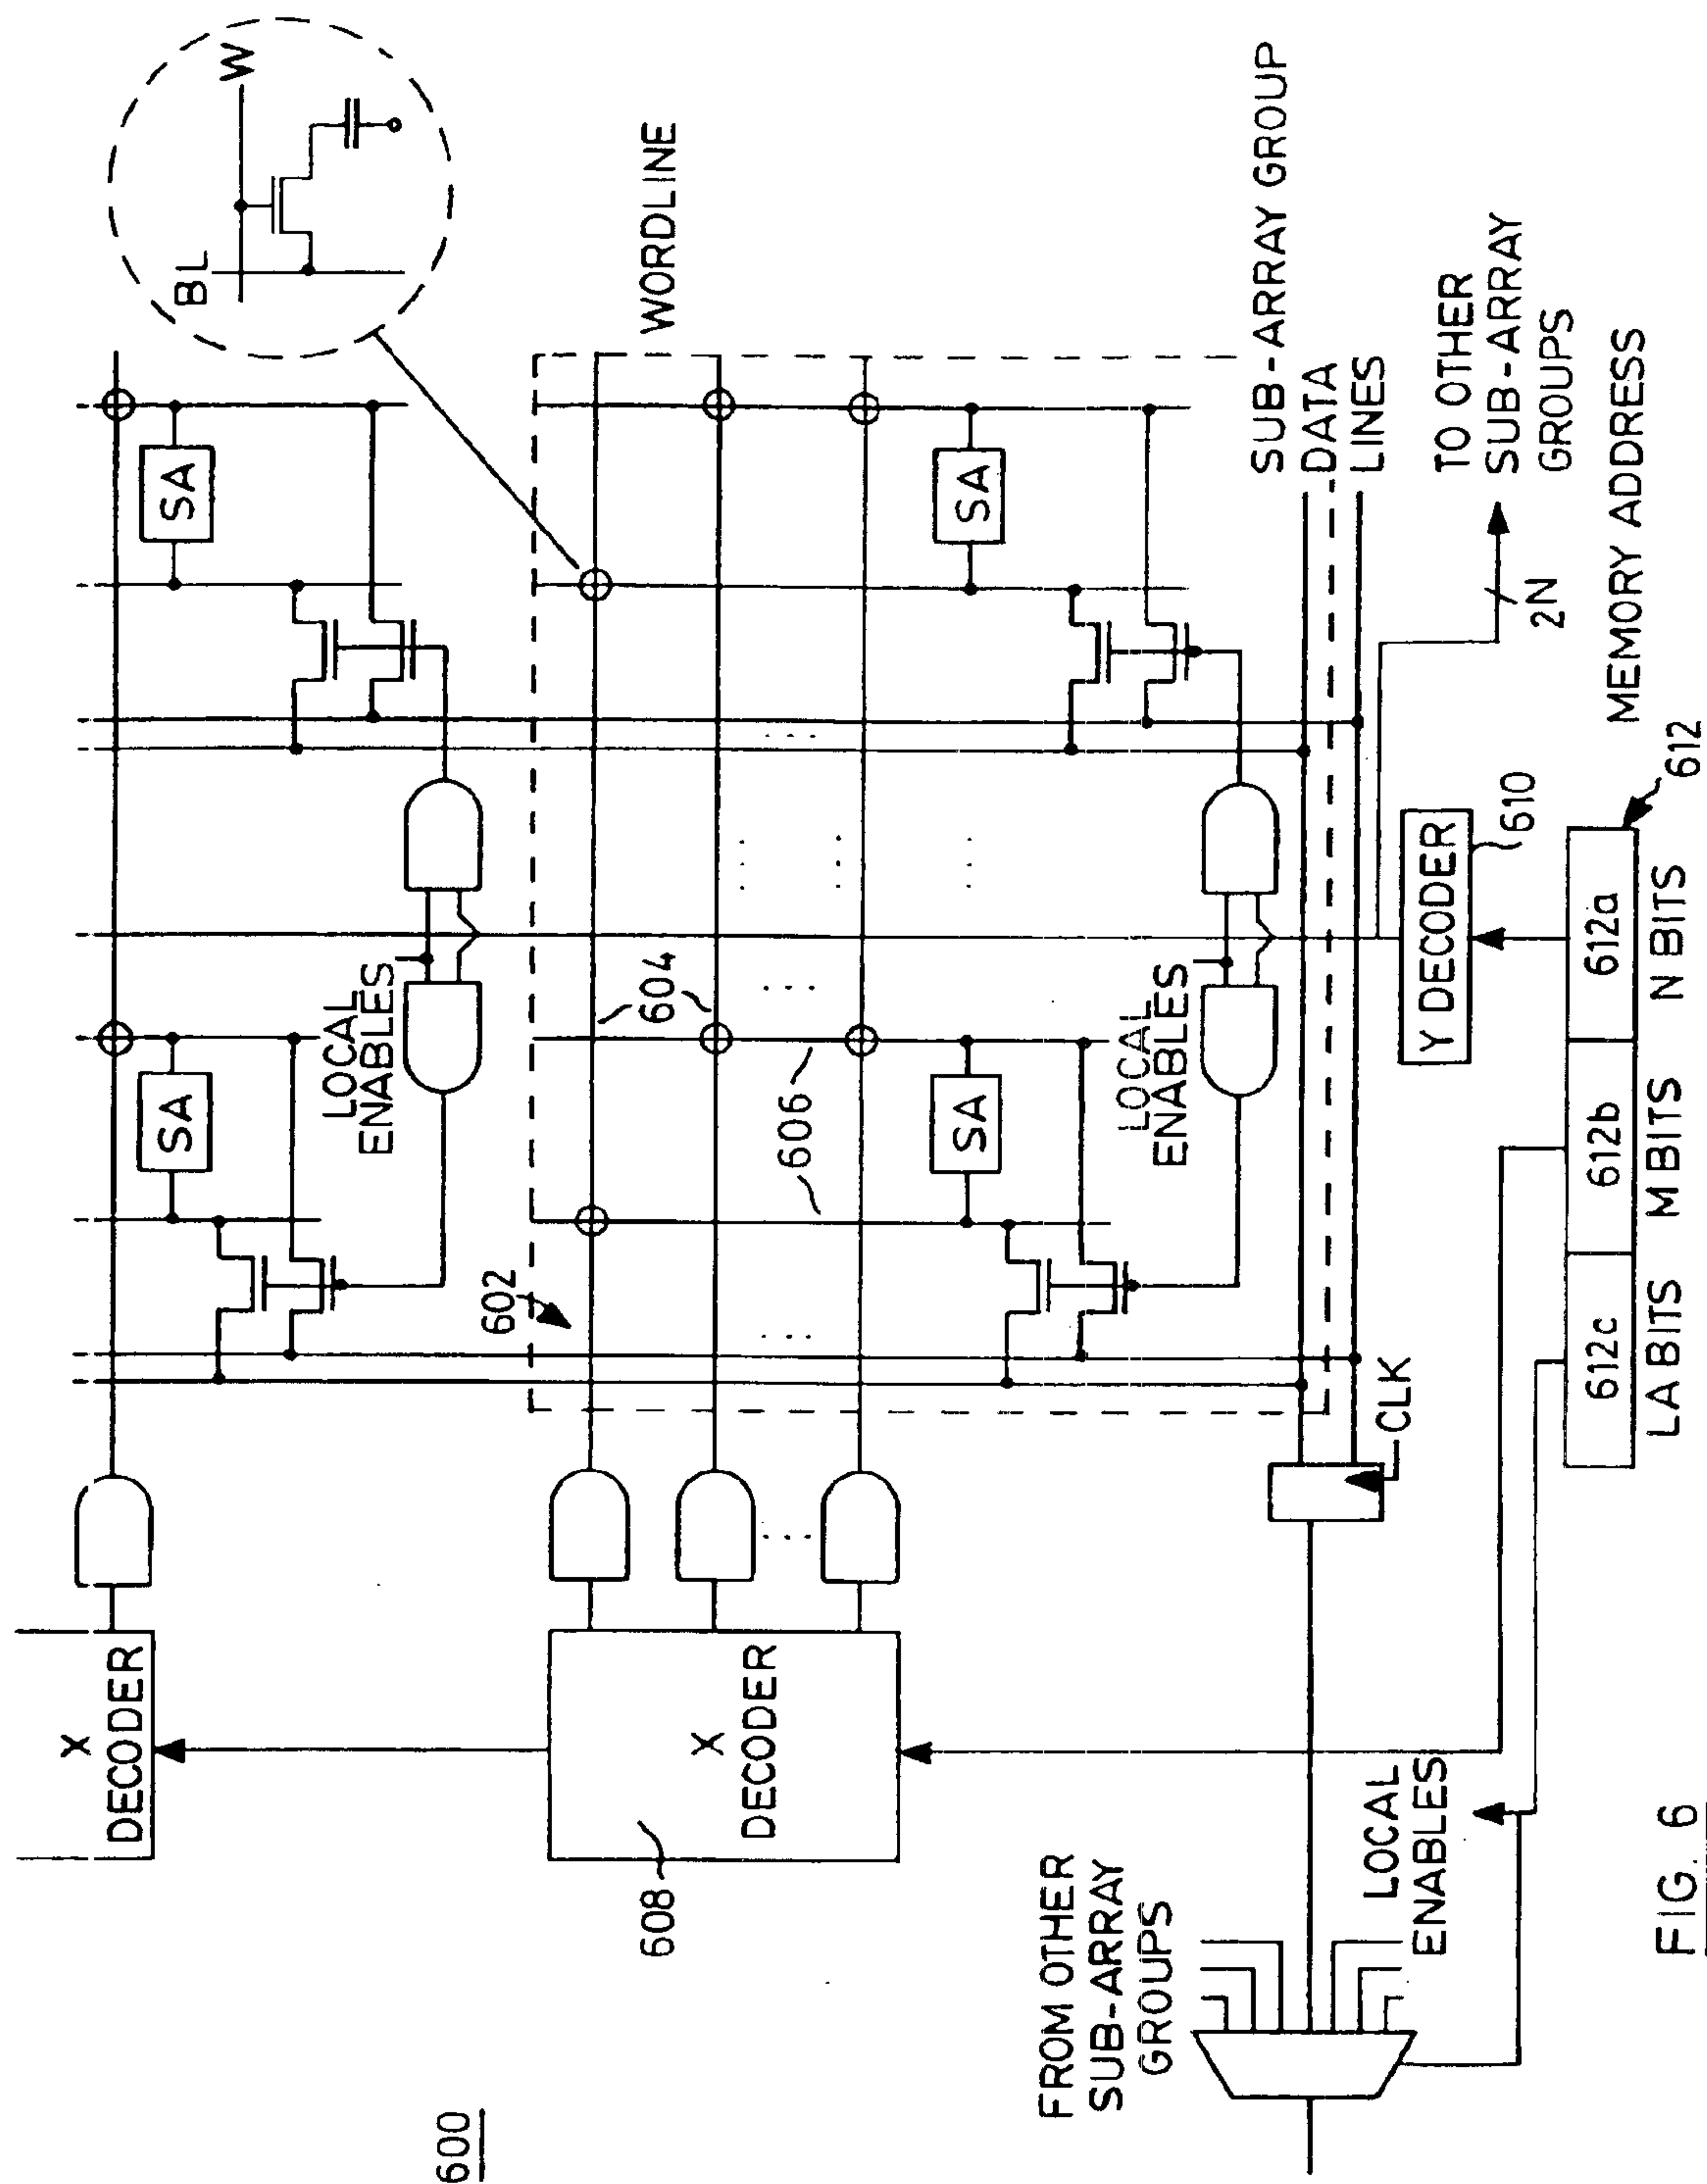 600
X
DECODER
SA
LOCAL
ENABLES
SA
BL
W
602
604
606
WORDLINE
608
X
DECODER
SA
LOCAL
ENABLES
SA
SUB-ARRAY GROUP
DATA
LINES
FROM OTHER
SUB-ARRAY
GROUPS
LOCAL
ENABLES
CLK
Y DECODER
610
2N
TO OTHER
SUB-ARRAY
GROUPS
612c
612b
612a
612
MEMORY ADDRESS
LA BITS
M BITS
N BITS
FIG. 6